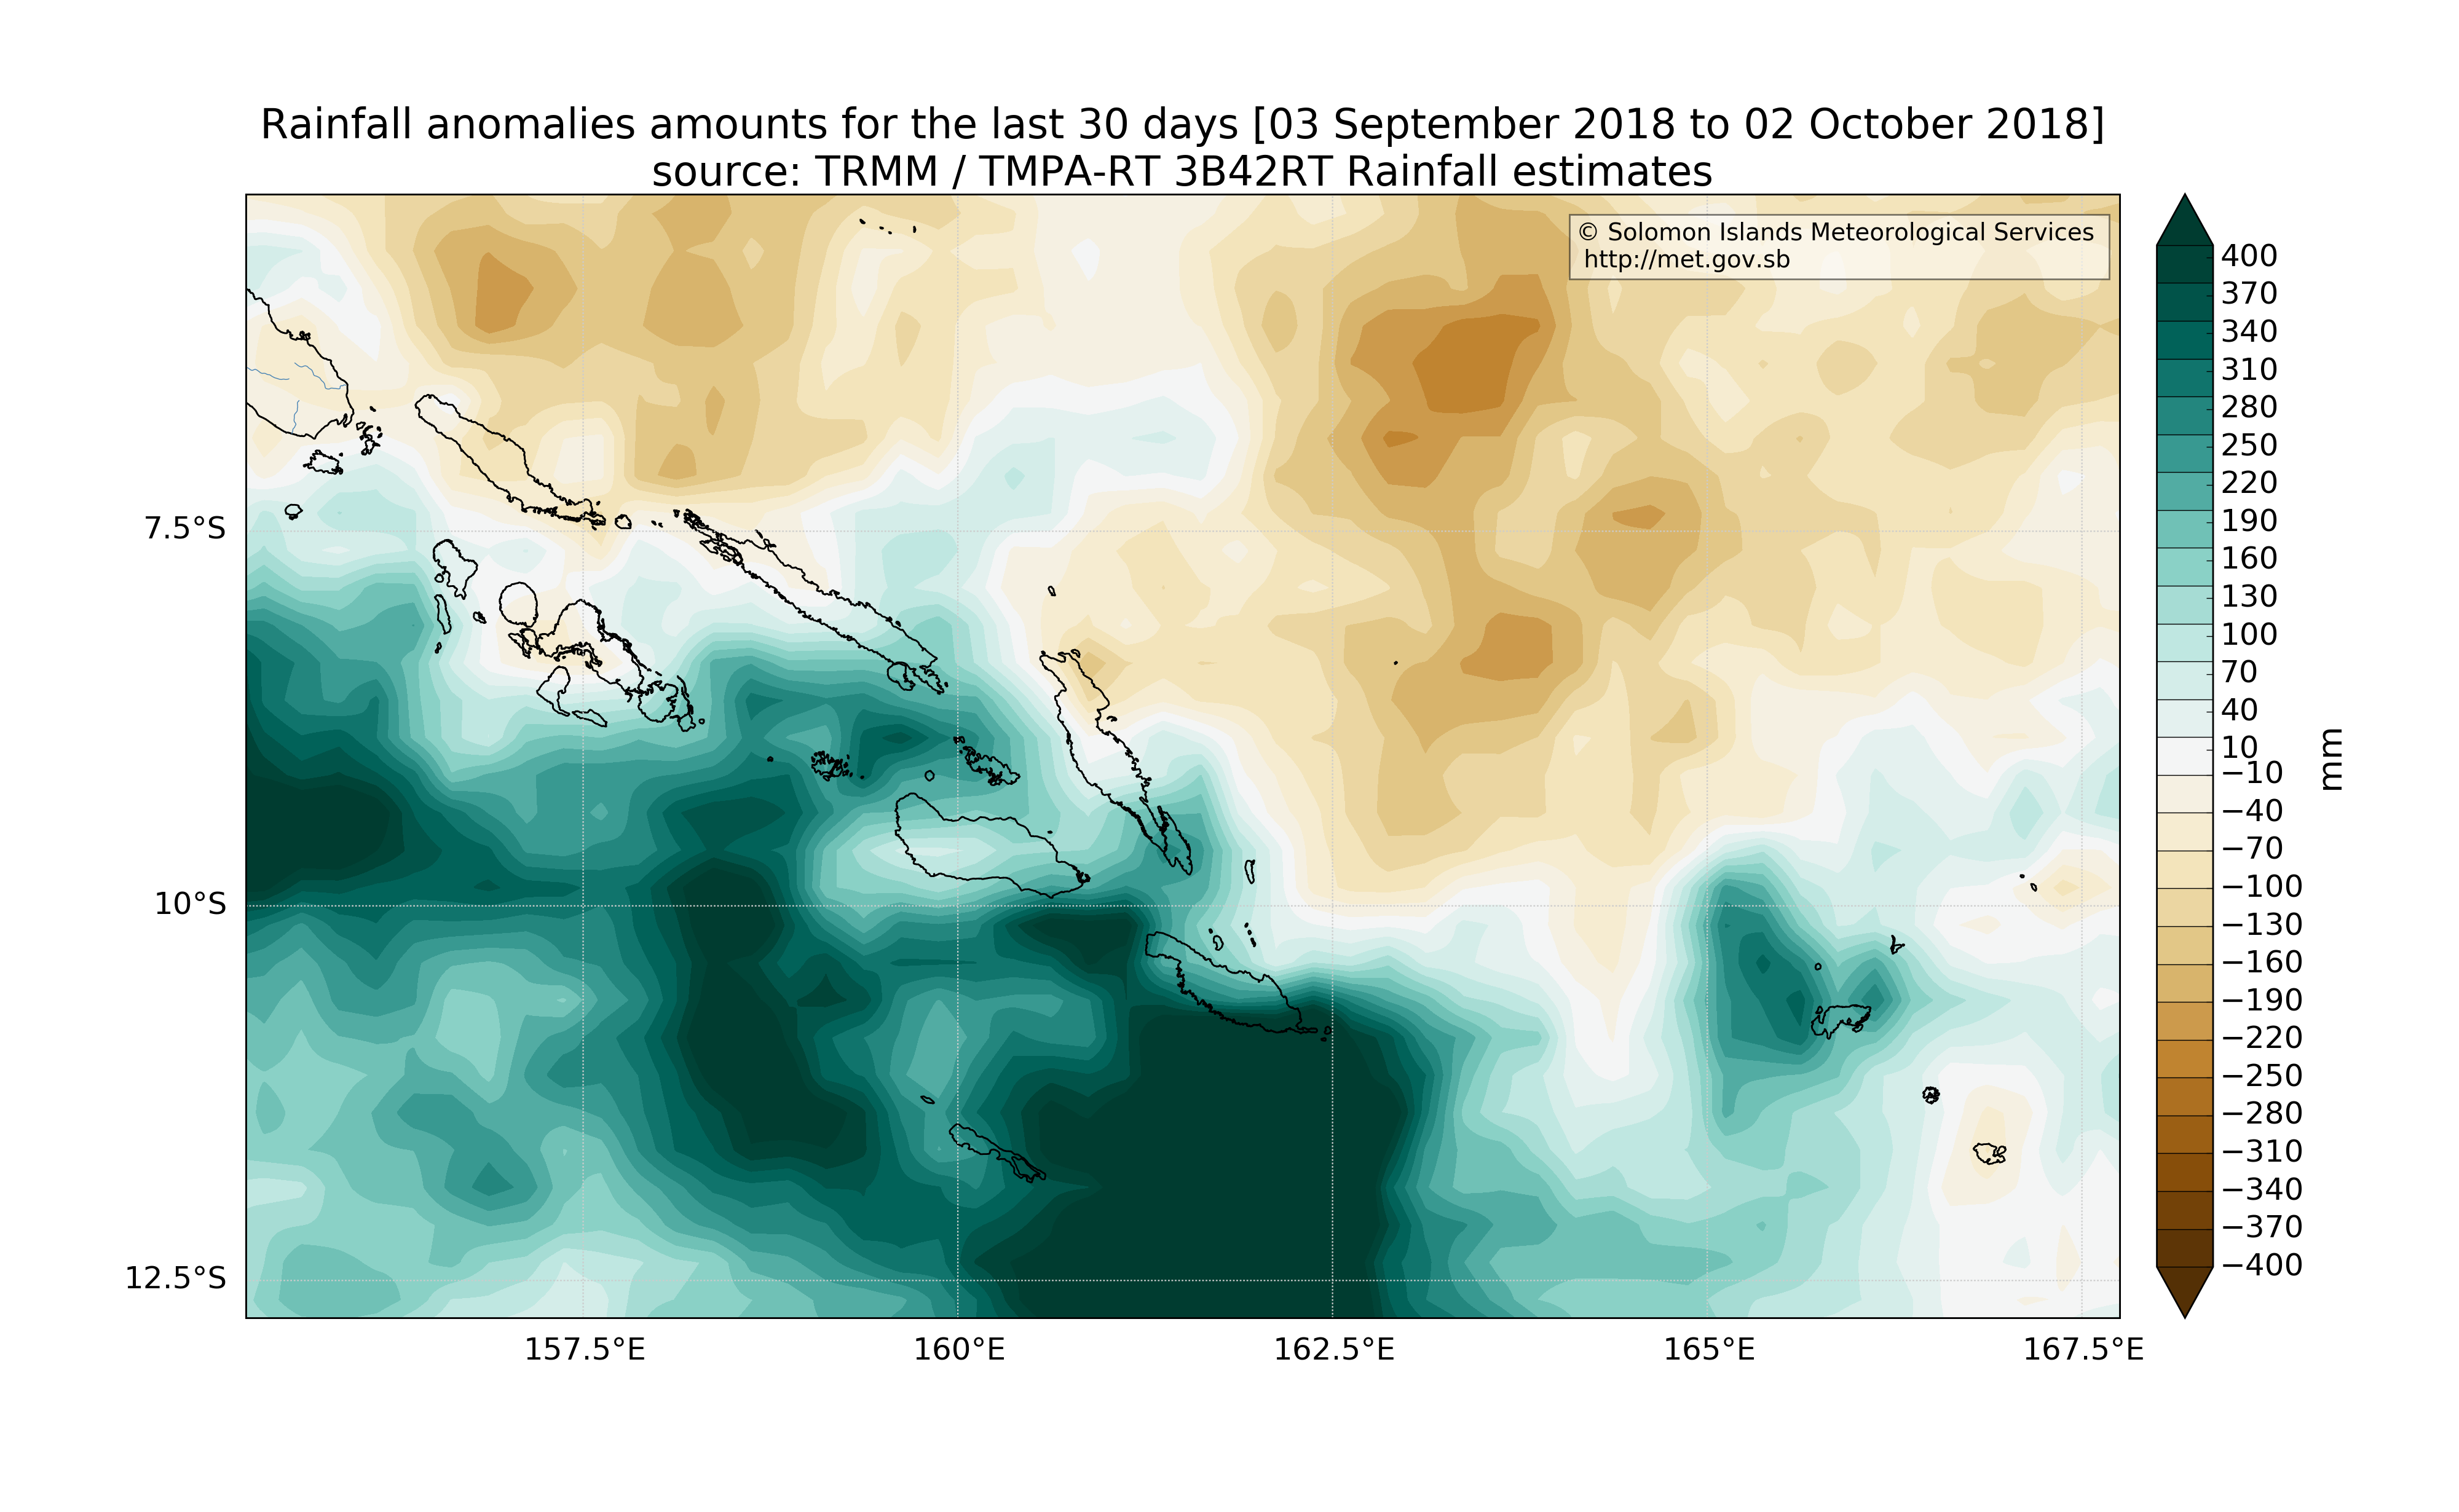 Rainfall anomalies amounts for the last 30 days [03 September 2018 to 02 October 2018]
source: TRMM / TMPA-RT 3B42RT Rainfall estimates
© Solomon Islands Meteorological Services
http://met.gov.sb
7.5°S
10°S
12.5°S
157.5°E
160°E
162.5°E
165°E
167.5°E
400
370
340
310
280
250
220
190
160
130
100
70
40
10
−10
−40
−70
−100
−130
−160
−190
−220
−250
−280
−310
−340
−370
−400
mm